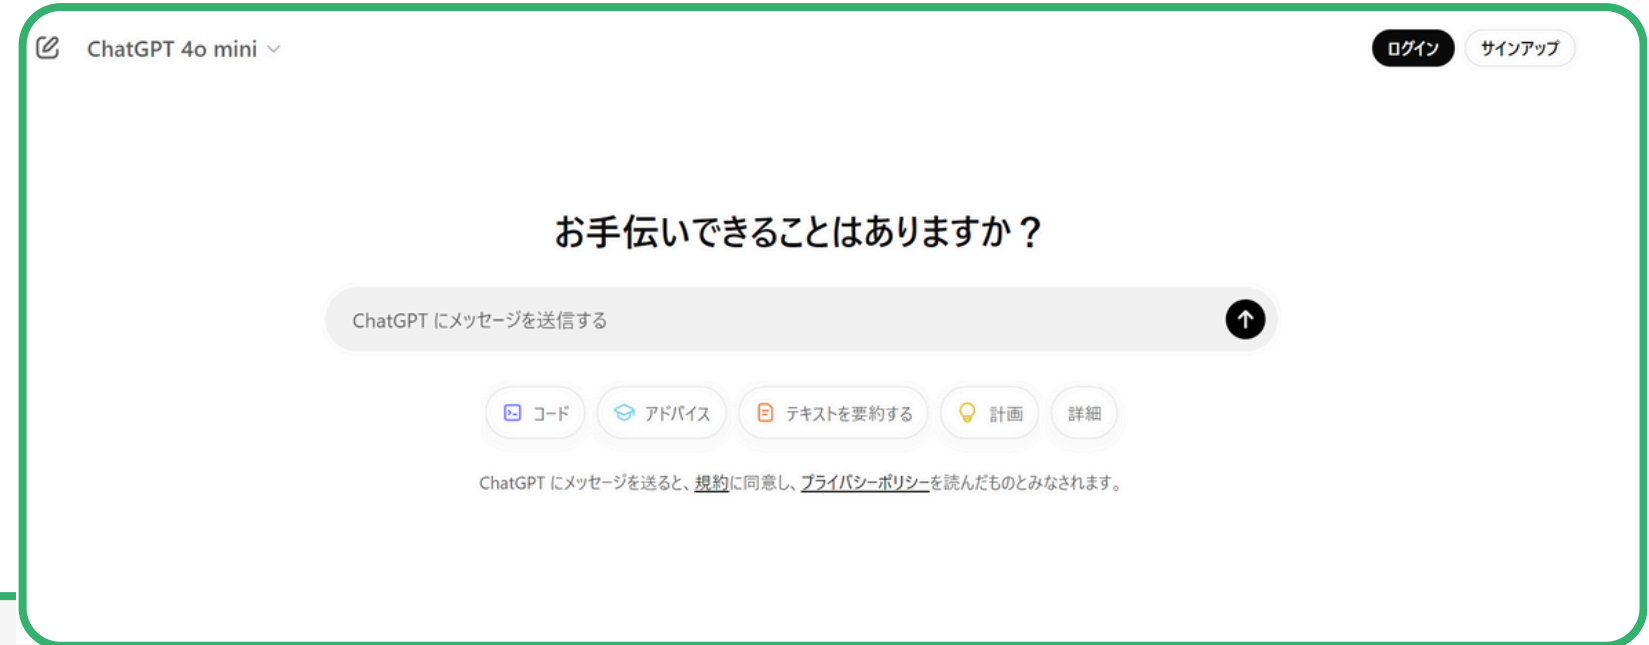 ChatGPT 4o mini
ログイン
サインアップ
お手伝いできることはありますか？
ChatGPT にメッセージを送信する
コード
アドバイス
テキストを要約する
計画
詳細
ChatGPT にメッセージを送ると、規約に同意し、プライバシーポリシーを読んだものとみなされます。